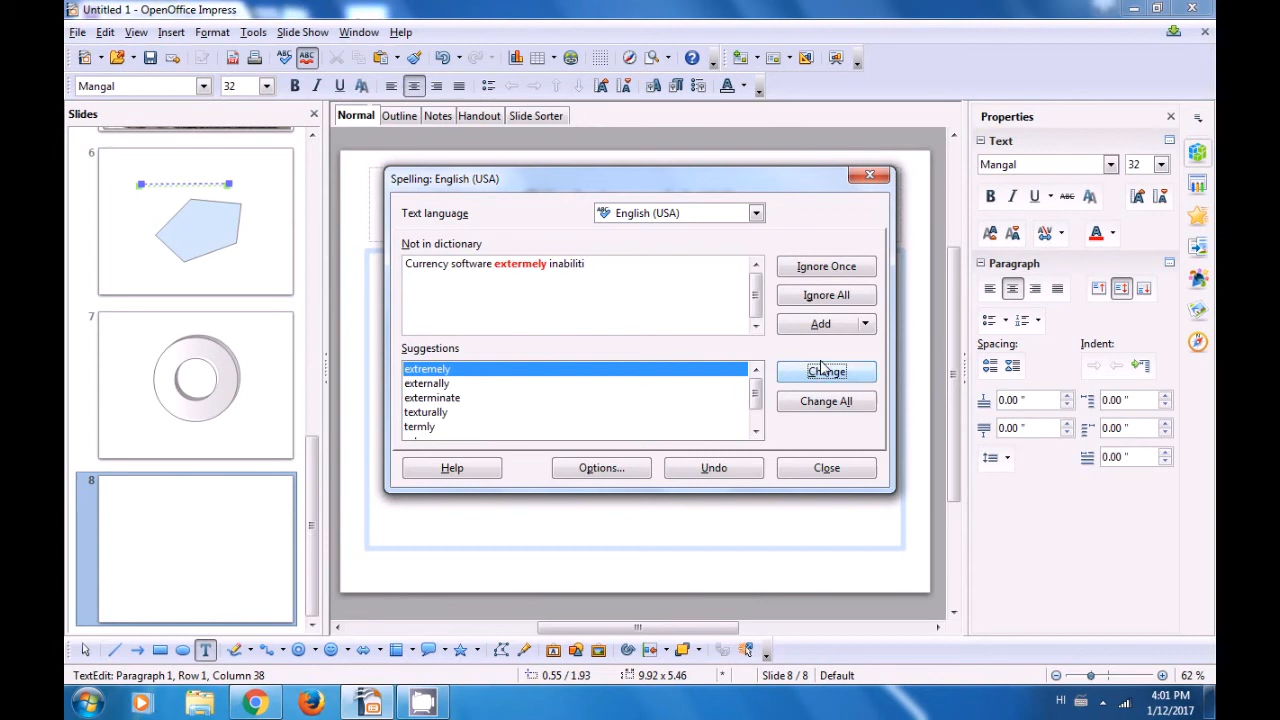 Untitled 1 - OpenOffice Impress
File Edit View Insert Format Tools Slide Show Window Help
Mangal 32
Slides
Normal Outline Notes Handout Slide Sorter
Properties
Text
Mangal 32
Paragraph
Spacing: Indent:
0.00 " 0.00 "
0.00 " 0.00 "
0.00 "
6
7
8
Spelling: English (USA)
Text language English (USA)
Not in dictionary
Currency software extermely inabiliti
Ignore Once
Ignore All
Add
Suggestions
extremely
externally
exterminate
texturally
termly
Change
Change All
Help Options... Undo Close
TextEdit: Paragraph 1, Row 1, Column 38 0.55 / 1.93 9.92 x 5.46 * Slide 8 / 8 Default 62 %
HI 4:01 PM
1/12/2017